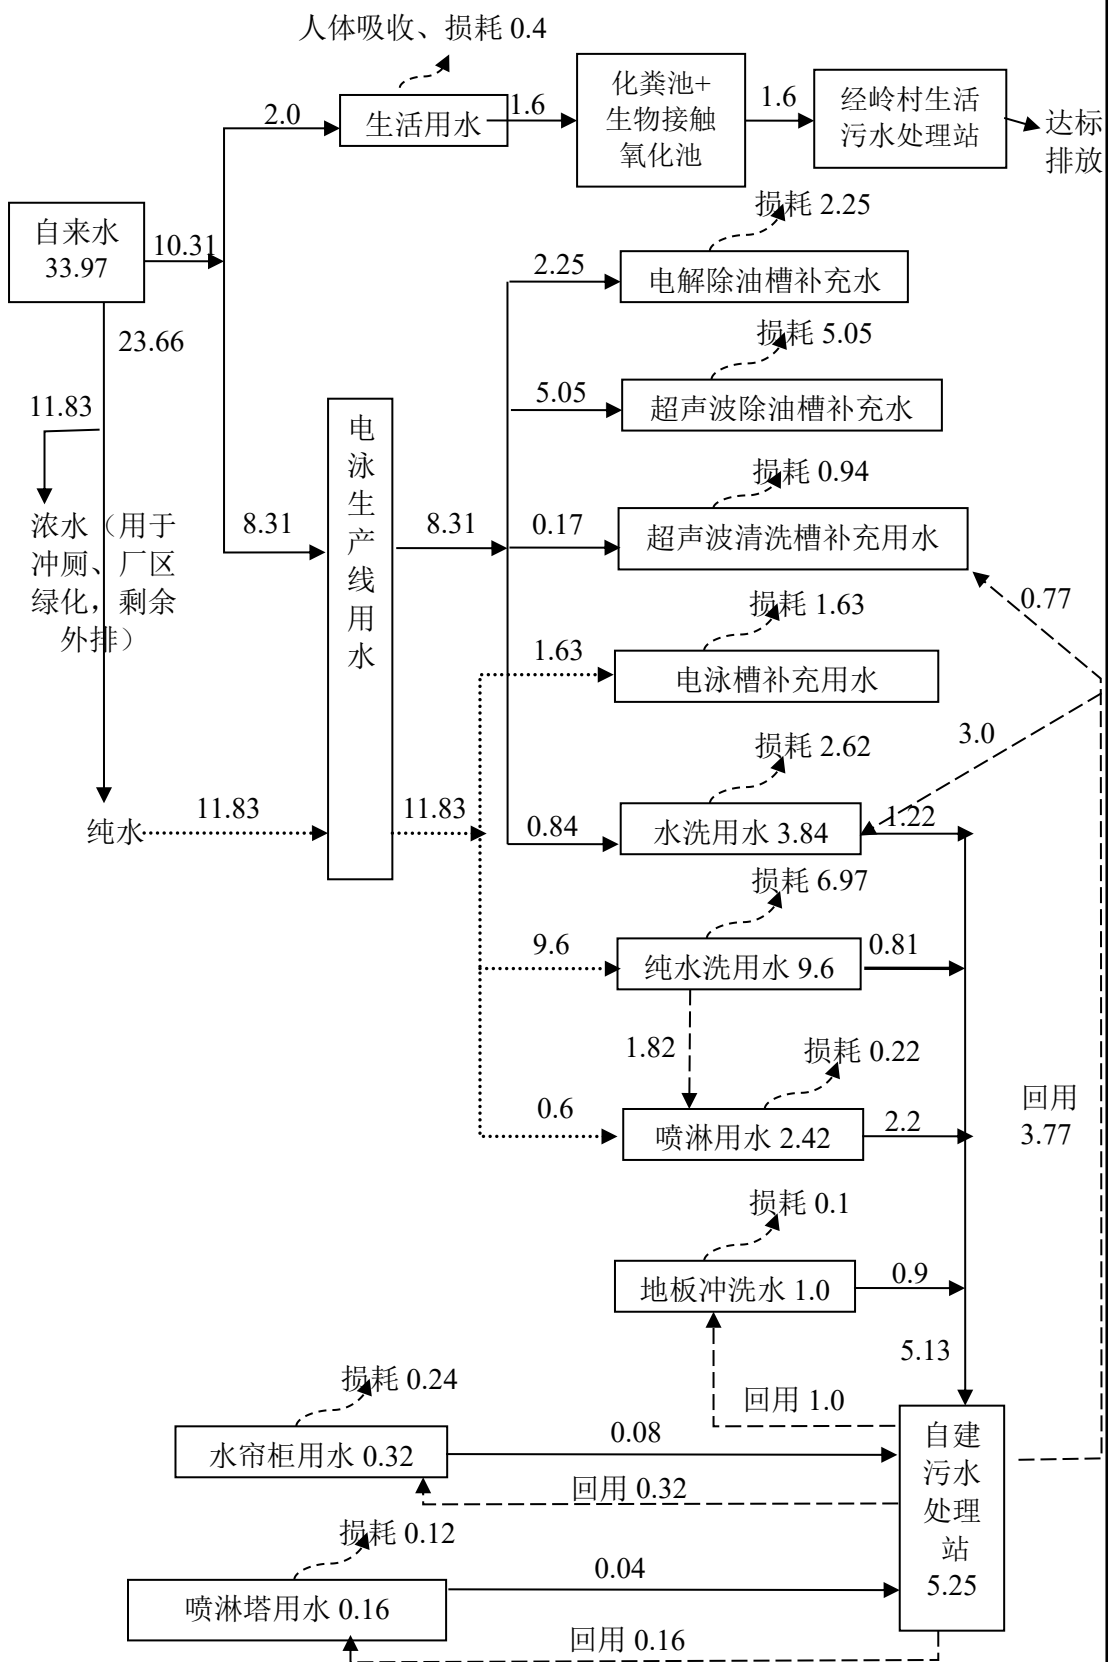 人体吸收、损耗 0.4
2.0
生活用水
1.6
化粪池+
生物接触
氧化池
1.6
经岭村生活
污水处理站
达标
排放
自来水
33.97
10.31
23.66
11.83
浓水（用于
冲厕、厂区
绿化，剩余
外排）
8.31
电
泳
生
产
线
用
水
8.31
损耗 2.25
2.25
电解除油槽补充水
损耗 5.05
5.05
超声波除油槽补充水
损耗 0.94
0.17
超声波清洗槽补充用水
0.77
损耗 1.63
1.63
电泳槽补充用水
3.0
损耗 2.62
纯水
11.83
11.83
0.84
水洗用水 3.84
1.22
损耗 6.97
9.6
纯水洗用水 9.6
0.81
1.82
损耗 0.22
0.6
喷淋用水 2.42
2.2
回用
3.77
损耗 0.1
地板冲洗水 1.0
0.9
5.13
回用 1.0
损耗 0.24
水帘柜用水 0.32
0.08
回用 0.32
自建
污水
处理
站
5.25
损耗 0.12
喷淋塔用水 0.16
0.04
回用 0.16